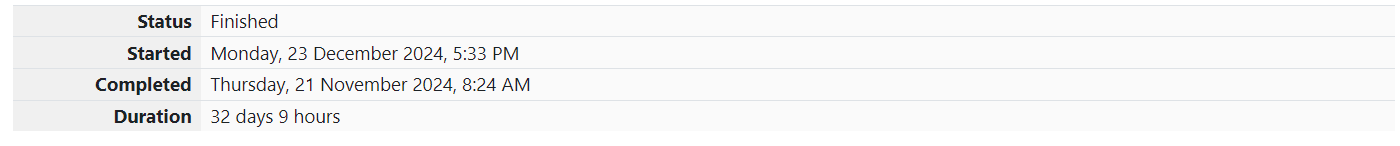 Status Finished
Started Monday, 23 December 2024, 5:33 PM
Completed Thursday, 21 November 2024, 8:24 AM
Duration 32 days 9 hours